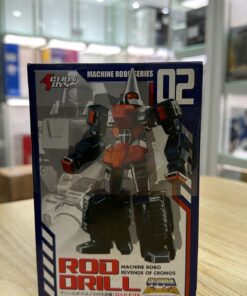 ACTION TOYS
MACHINE ROBO SERIES
02
ROD DRILL
MACHINE ROBO
REVENGE OF CRONOS